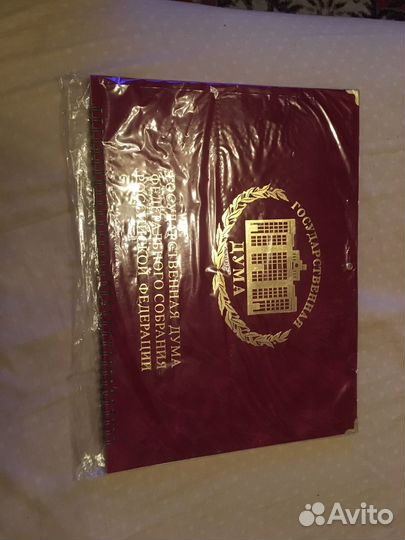 ГОСУДАРСТВЕННАЯ
ДУМА
ГОСУДАРСТВЕННАЯ ДУМА
ФЕДЕРАЛЬНОГО СОБРАНИЯ
РОССИЙСКОЙ ФЕДЕРАЦИИ
Avito